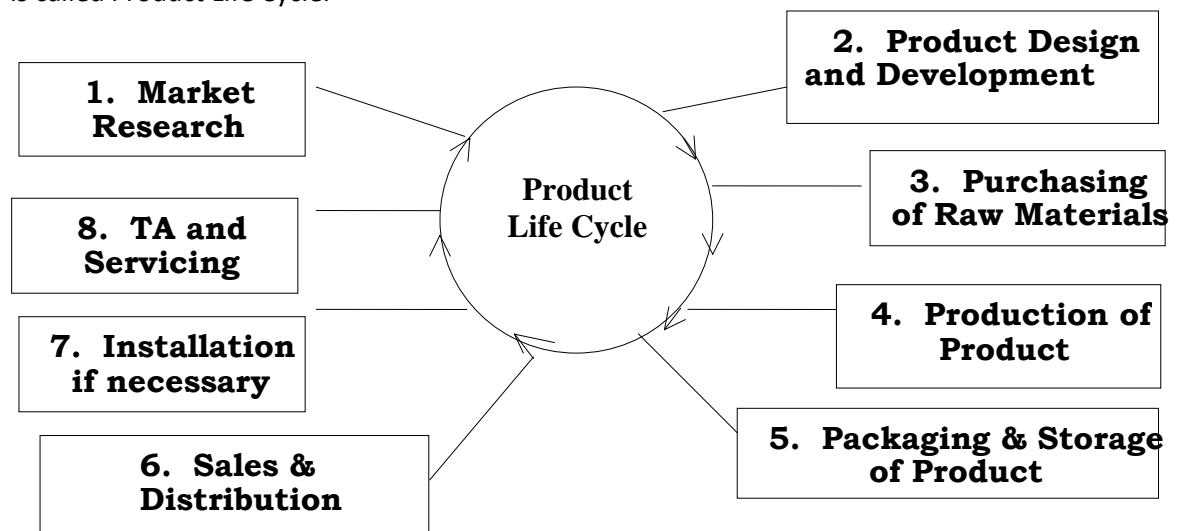 is called Product Life Cycle.
1. Market
Research
2. Product Design
and Development
3. Purchasing
of Raw Materials
4. Production of
Product
5. Packaging & Storage
of Product
6. Sales &
Distribution
7. Installation
if necessary
8. TA and
Servicing
Product
Life Cycle